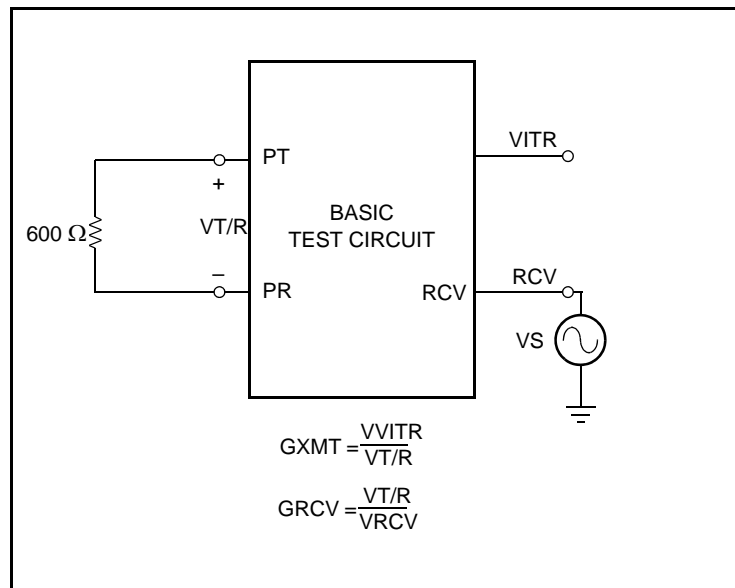 PT
VITR
+
BASIC
TEST CIRCUIT
VT/R
600 Ω
–
PR
RCV
RCV
VS
GXMT = VVITR
VT/R
GRCV = VT/R
VRCV